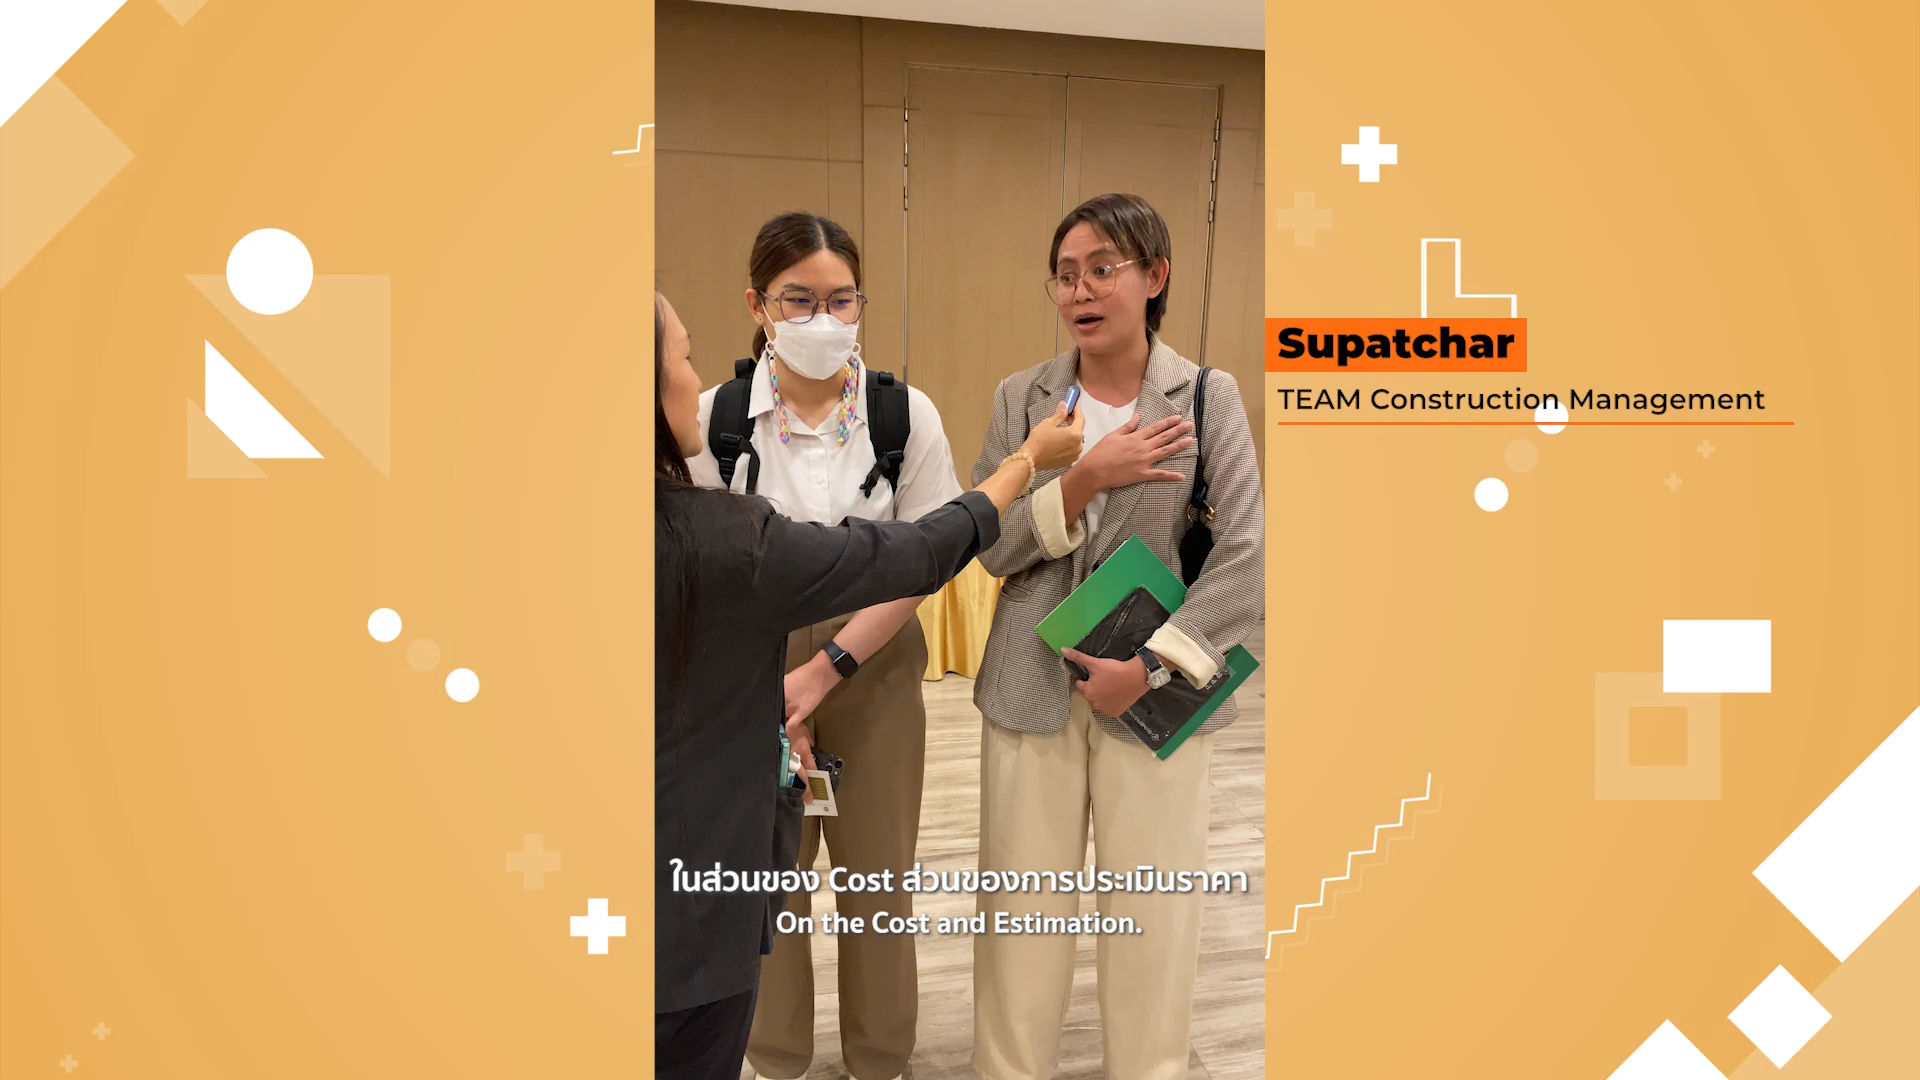 Supatchar
TEAM Construction Management
ในส่วนของ Cost ส่วนของการประเมินราคา
On the Cost and Estimation.